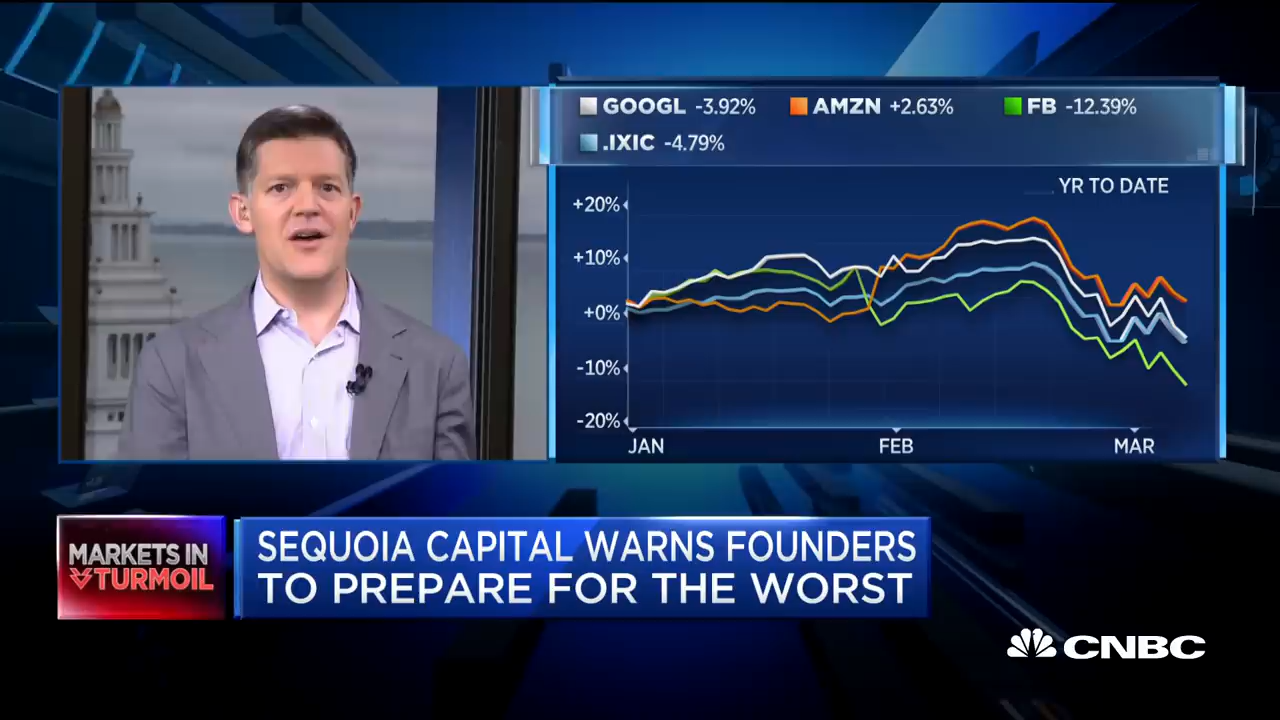 GOOGL -3.92% AMZN +2.63% FB -12.39%
.IXIC -4.79%
YR TO DATE
+20%
+10%
+0%
-10%
-20%
JAN FEB MAR
MARKETS IN
TURMOIL
SEQUOIA CAPITAL WARNS FOUNDERS
TO PREPARE FOR THE WORST
CNBC